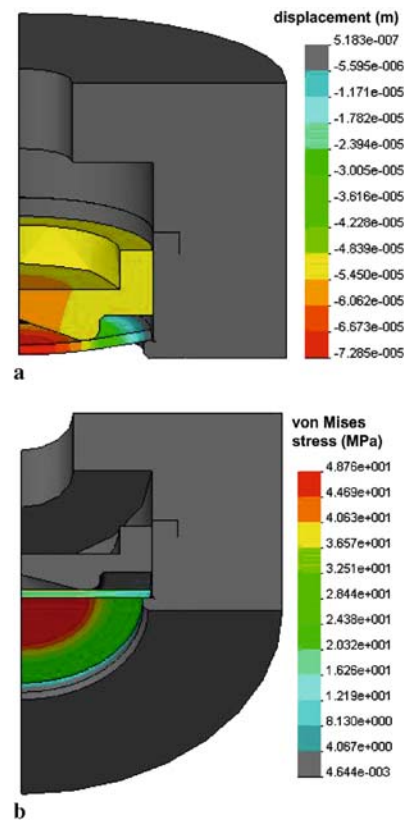 displacement (m)
5.183e-007
-5.595e-006
-1.171e-005
-1.782e-005
-2.394e-005
-3.005e-005
-3.616e-005
-4.228e-005
-4.839e-005
-5.450e-005
-6.062e-005
-6.673e-005
-7.285e-005
a
von Mises
stress (MPa)
4.876e+001
4.469e+001
4.063e+001
3.657e+001
3.251e+001
2.844e+001
2.438e+001
2.032e+001
1.626e+001
1.219e+001
8.130e+000
4.067e+000
4.644e-003
b